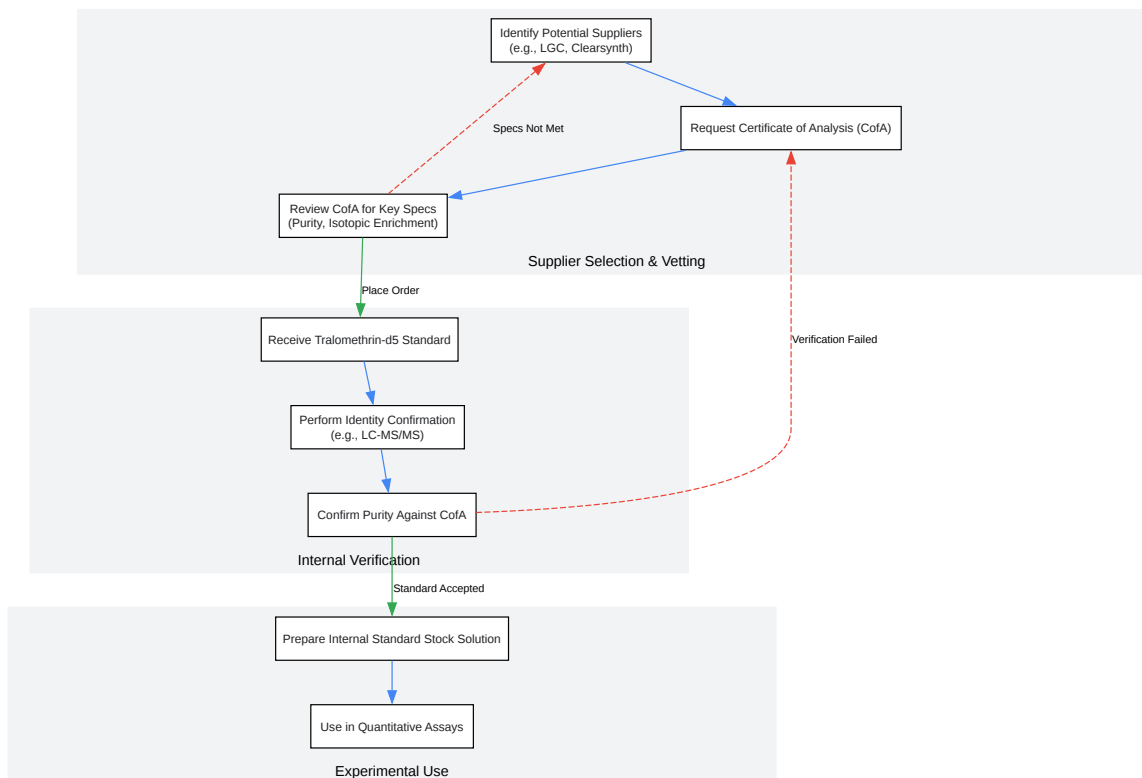 Identify Potential Suppliers
(e.g., LGC, Clearsynth)
Request Certificate of Analysis (CofA)
Specs Not Met
Review CofA for Key Specs
(Purity, Isotopic Enrichment)
Supplier Selection & Vetting
Place Order
Receive Tralomethrin-d5 Standard
Verification Failed
Perform Identity Confirmation
(e.g., LC-MS/MS)
Confirm Purity Against CofA
Internal Verification
Standard Accepted
Prepare Internal Standard Stock Solution
Use in Quantitative Assays
Experimental Use